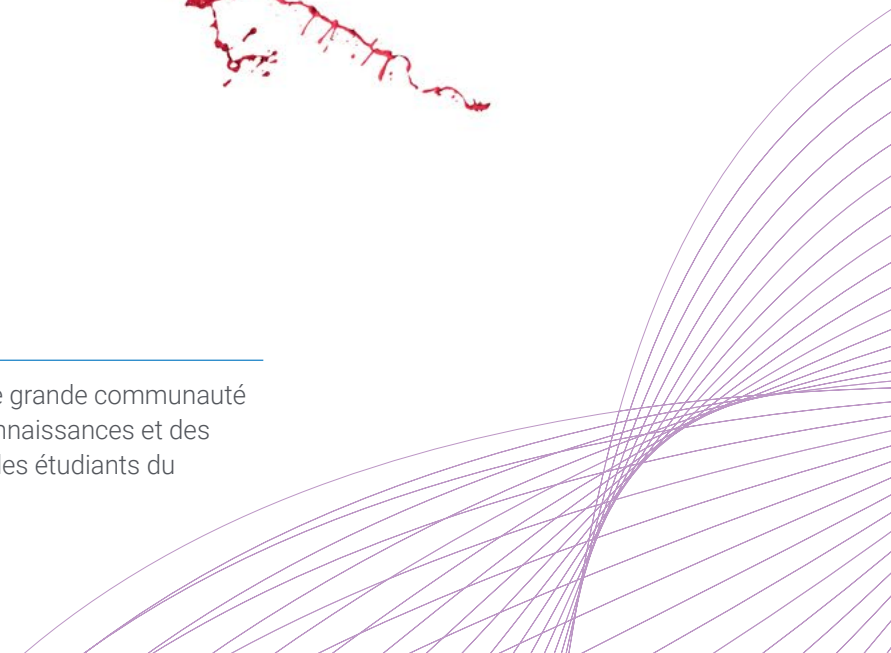 grande communauté
nnaissances et des
les étudiants du